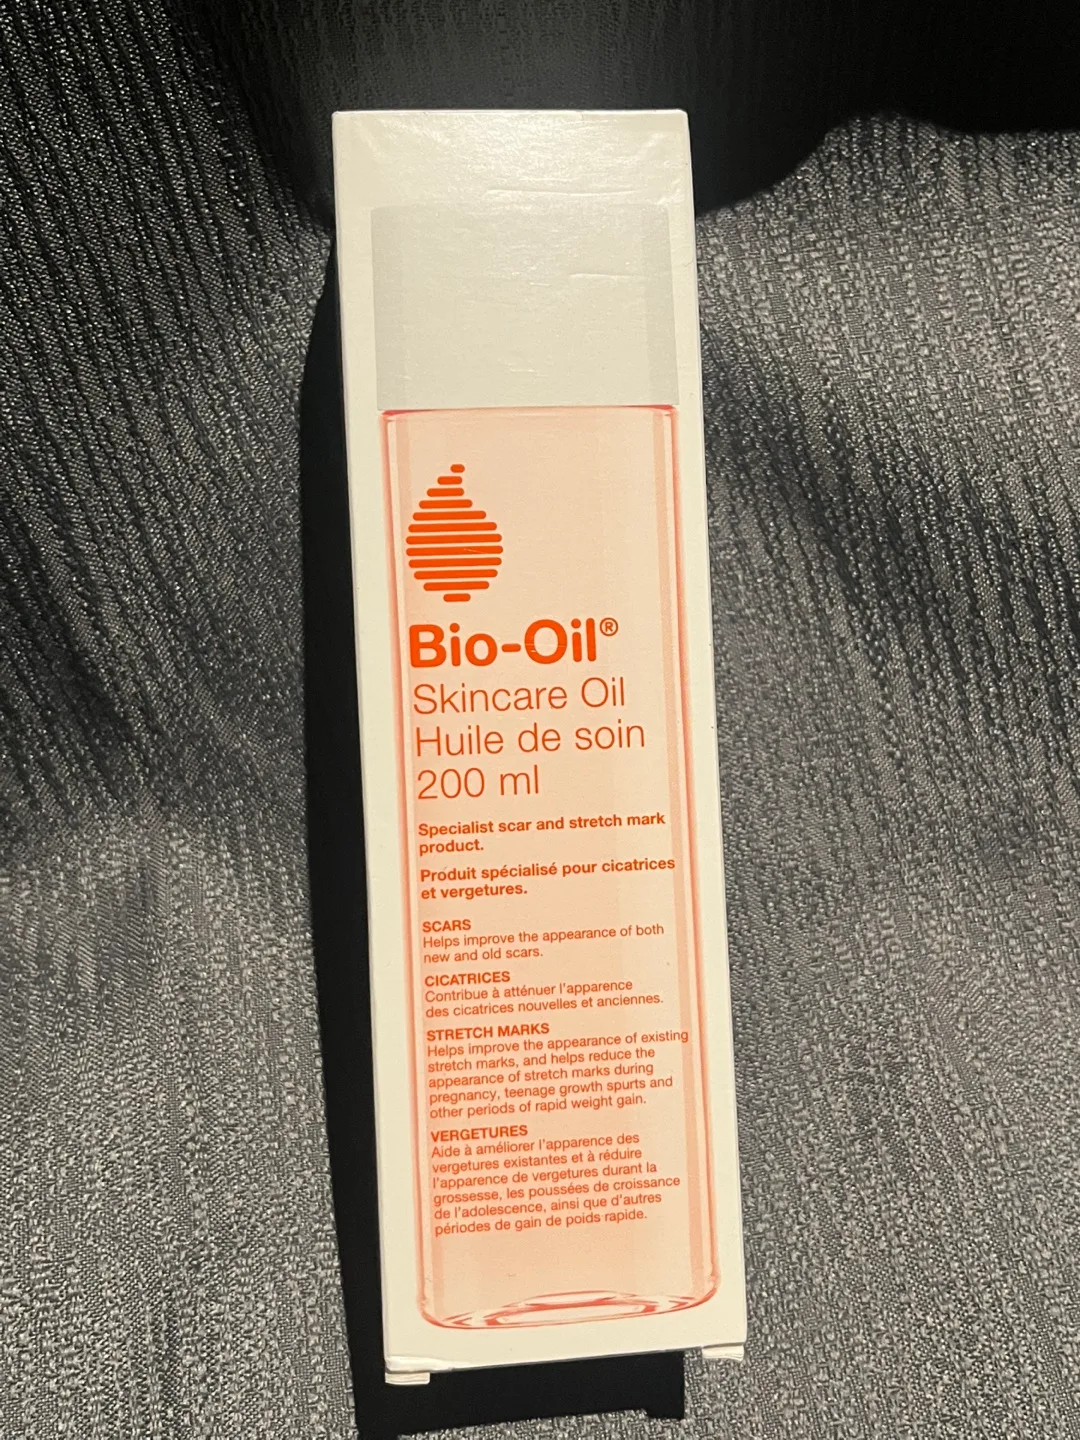 Bio-Oil®
Skincare Oil
Huile de soin
200 ml
Specialist scar and stretch mark
product.
Produit spécialisé pour cicatrices
et vergetures.
SCARS
Helps improve the appearance of both
new and old scars.
CICATRICES
Contribue à atténuer l'apparence
des cicatrices nouvelles et anciennes.
STRETCH MARKS
Helps improve the appearance of existing
stretch marks, and helps reduce the
appearance of stretch marks during
pregnancy, teenage growth spurts and
other periods of rapid weight gain.
VERGETURES
Aide à améliorer l'apparence des
vergetures existantes et à réduire
l'apparence de vergetures durant la
grossesse, les poussées de croissance
de l'adolescence, ainsi que d'autres
périodes de gain de poids rapide.